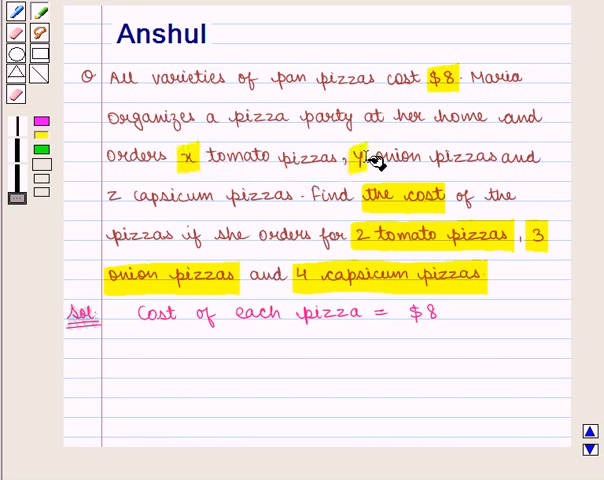 Anshul
Q All varieties of pan pizzas cost $8. Maria
organizes a pizza party at her home and
orders x tomato pizzas, y onion pizzas and
z capsicum pizzas. Find the cost of the
pizzas if she orders for 2 tomato pizzas, 3
onion pizzas and 4 capsicum pizzas.
Sol: Cost of each pizza = $8